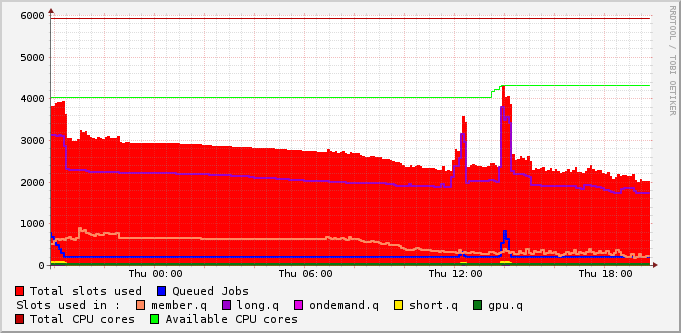 RRDTOOL / TOBI OETIKER
6000
5000
4000
3000
2000
1000
0
Thu 00:00 Thu 06:00 Thu 12:00 Thu 18:00
Total slots used Queued Jobs
Slots used in : member.q long.q ondemand.q short.q gpu.q
Total CPU cores Available CPU cores